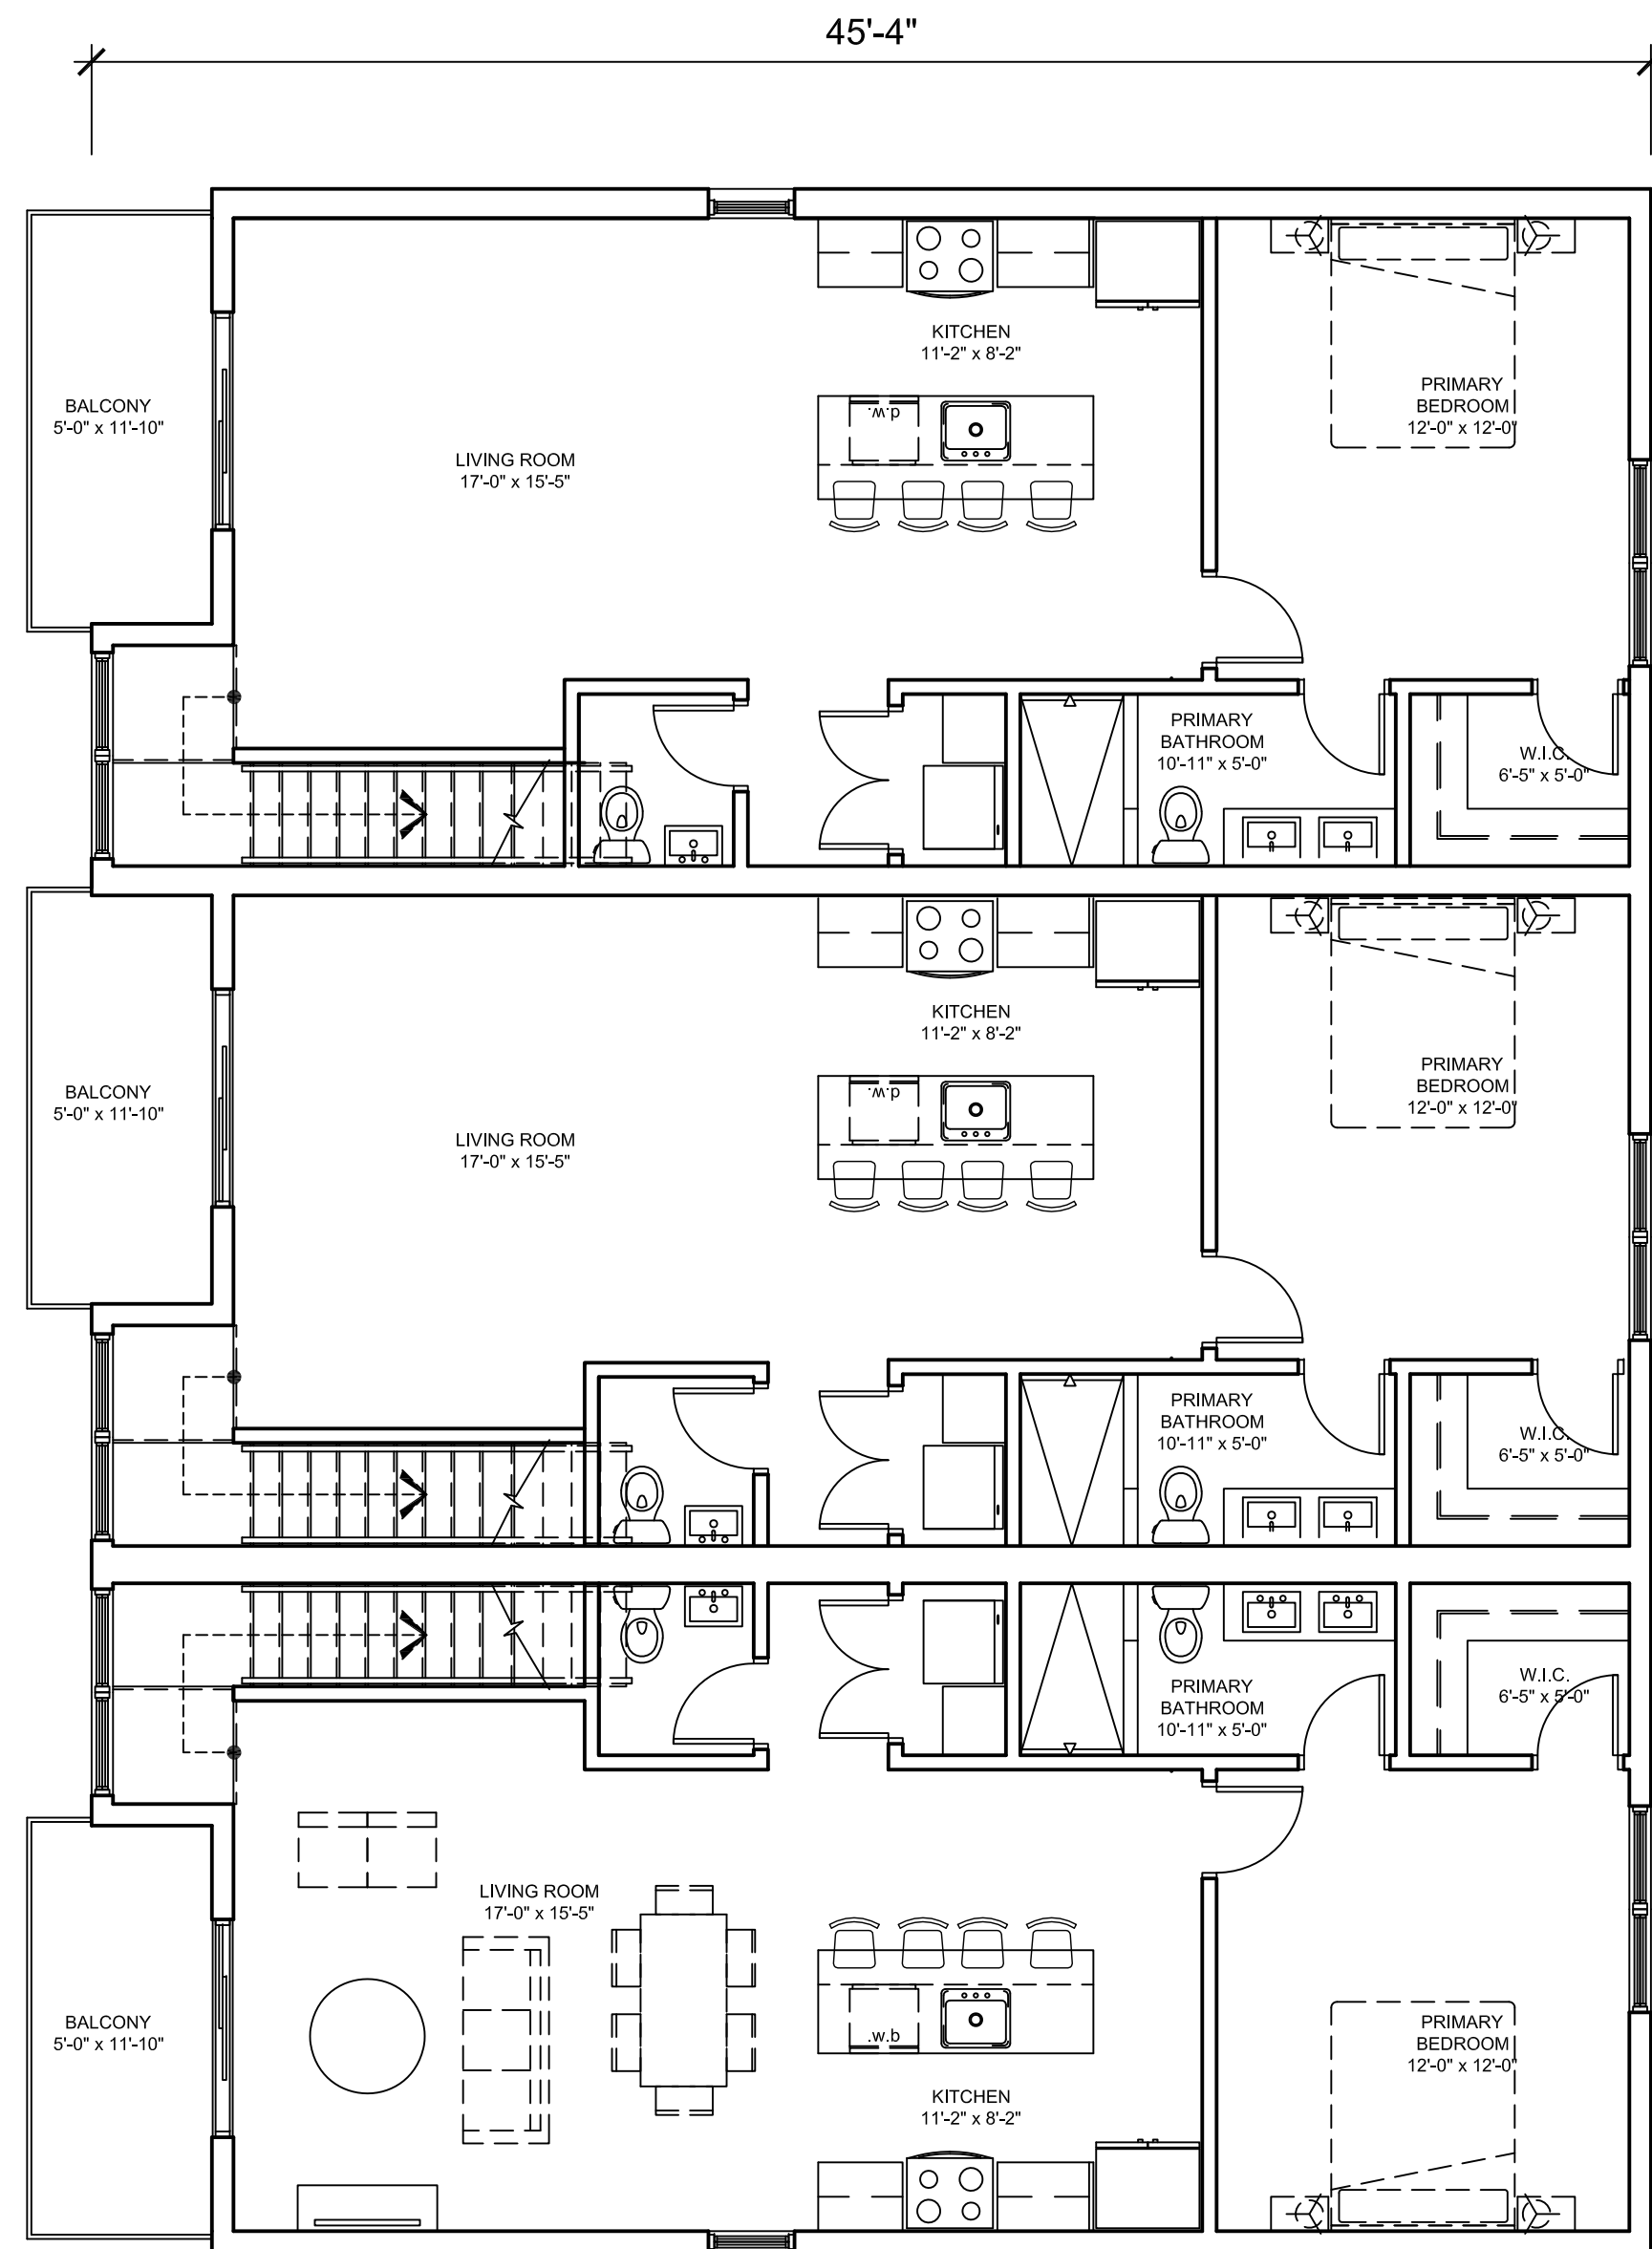 45'-4"
KITCHEN
11'-2" x 8'-2"
PRIMARY
BEDROOM
12'-0" x 12'-0"
BALCONY
5'-0" x 11'-10"
d.w.
LIVING ROOM
17'-0" x 15'-5"
PRIMARY
BATHROOM
10'-11" x 5'-0"
W.I.C.
6'-5" x 5'-0"
KITCHEN
11'-2" x 8'-2"
PRIMARY
BEDROOM
12'-0" x 12'-0"
BALCONY
5'-0" x 11'-10"
d.w.
LIVING ROOM
17'-0" x 15'-5"
PRIMARY
BATHROOM
10'-11" x 5'-0"
W.I.C.
6'-5" x 5'-0"
W.I.C.
6'-5" x 5'-0"
PRIMARY
BATHROOM
10'-11" x 5'-0"
LIVING ROOM
17'-0" x 15'-5"
BALCONY
5'-0" x 11'-10"
d.w.
PRIMARY
BEDROOM
12'-0" x 12'-0"
KITCHEN
11'-2" x 8'-2"